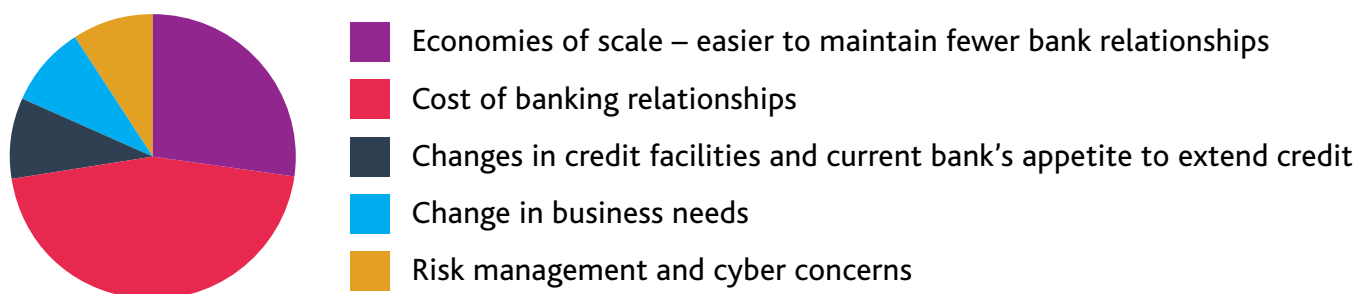 Economies of scale – easier to maintain fewer bank relationships
Cost of banking relationships
Changes in credit facilities and current bank’s appetite to extend credit
Change in business needs
Risk management and cyber concerns